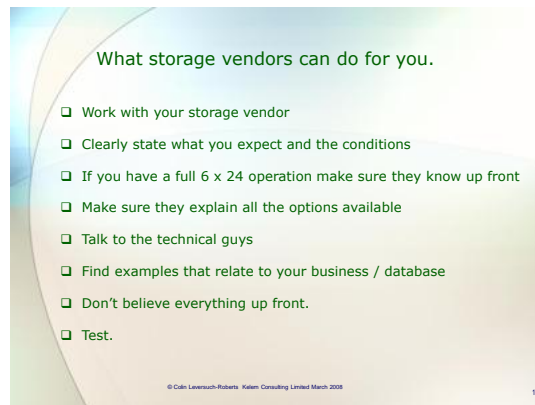 What storage vendors can do for you.
❑ Work with your storage vendor
❑ Clearly state what you expect and the conditions
❑ If you have a full 6 x 24 operation make sure they know up front
❑ Make sure they explain all the options available
❑ Talk to the technical guys
❑ Find examples that relate to your business / database
❑ Don't believe everything up front.
❑ Test.
© Colin Leversuch-Roberts Kelem Consulting Limited March 2008
1